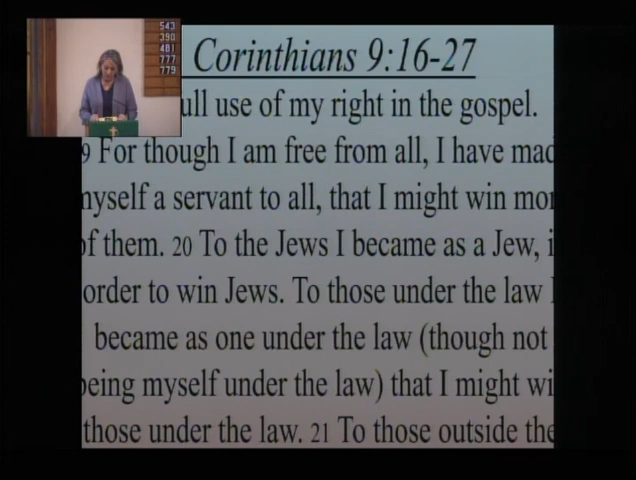 543
390
481
777
779
Corinthians 9:16-27
ull use of my right in the gospel.
9 For though I am free from all, I have mad
myself a servant to all, that I might win mor
of them. 20 To the Jews I became as a Jew, i
order to win Jews. To those under the law I
became as one under the law (though not
being myself under the law) that I might wi
those under the law. 21 To those outside the